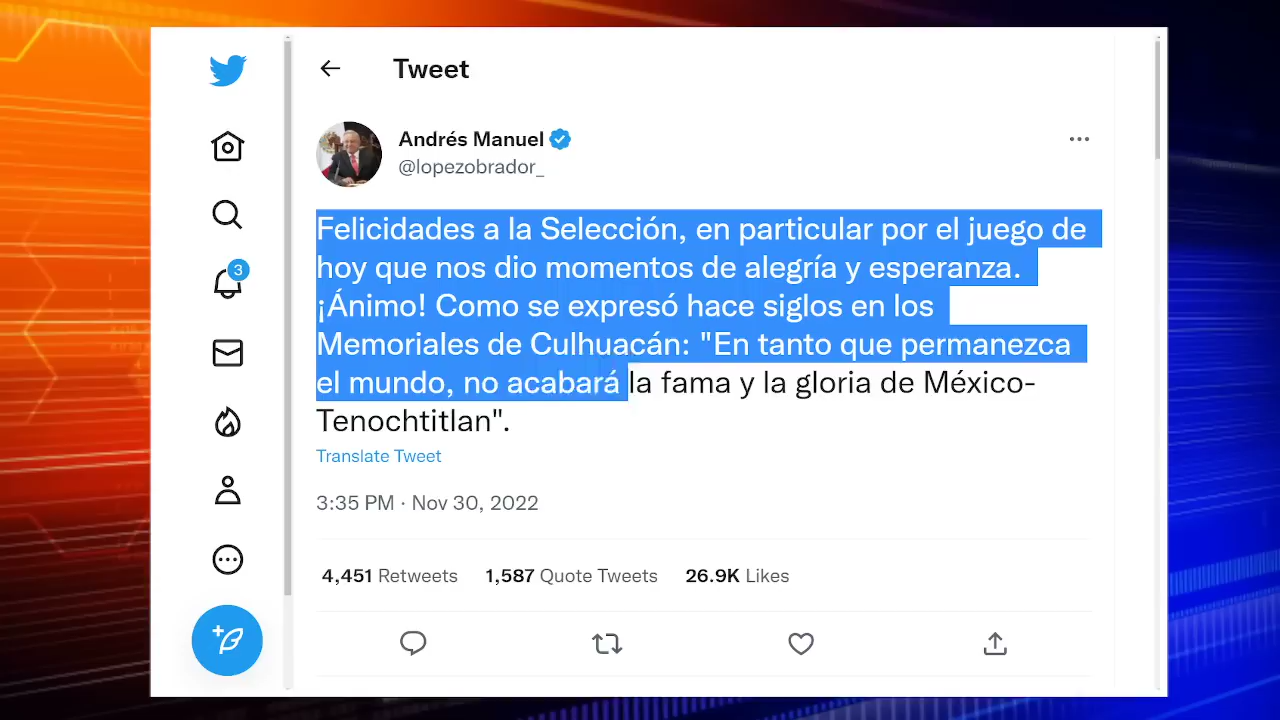 Tweet
Andrés Manuel
@lopezobrador_
3
Felicidades a la Selección, en particular por el juego de
hoy que nos dio momentos de alegría y esperanza.
¡Ánimo! Como se expresó hace siglos en los
Memoriales de Culhuacán: "En tanto que permanezca
el mundo, no acabará la fama y la gloria de México-
Tenochtitlan".
Translate Tweet
3:35 PM · Nov 30, 2022
4,451 Retweets 1,587 Quote Tweets 26.9K Likes